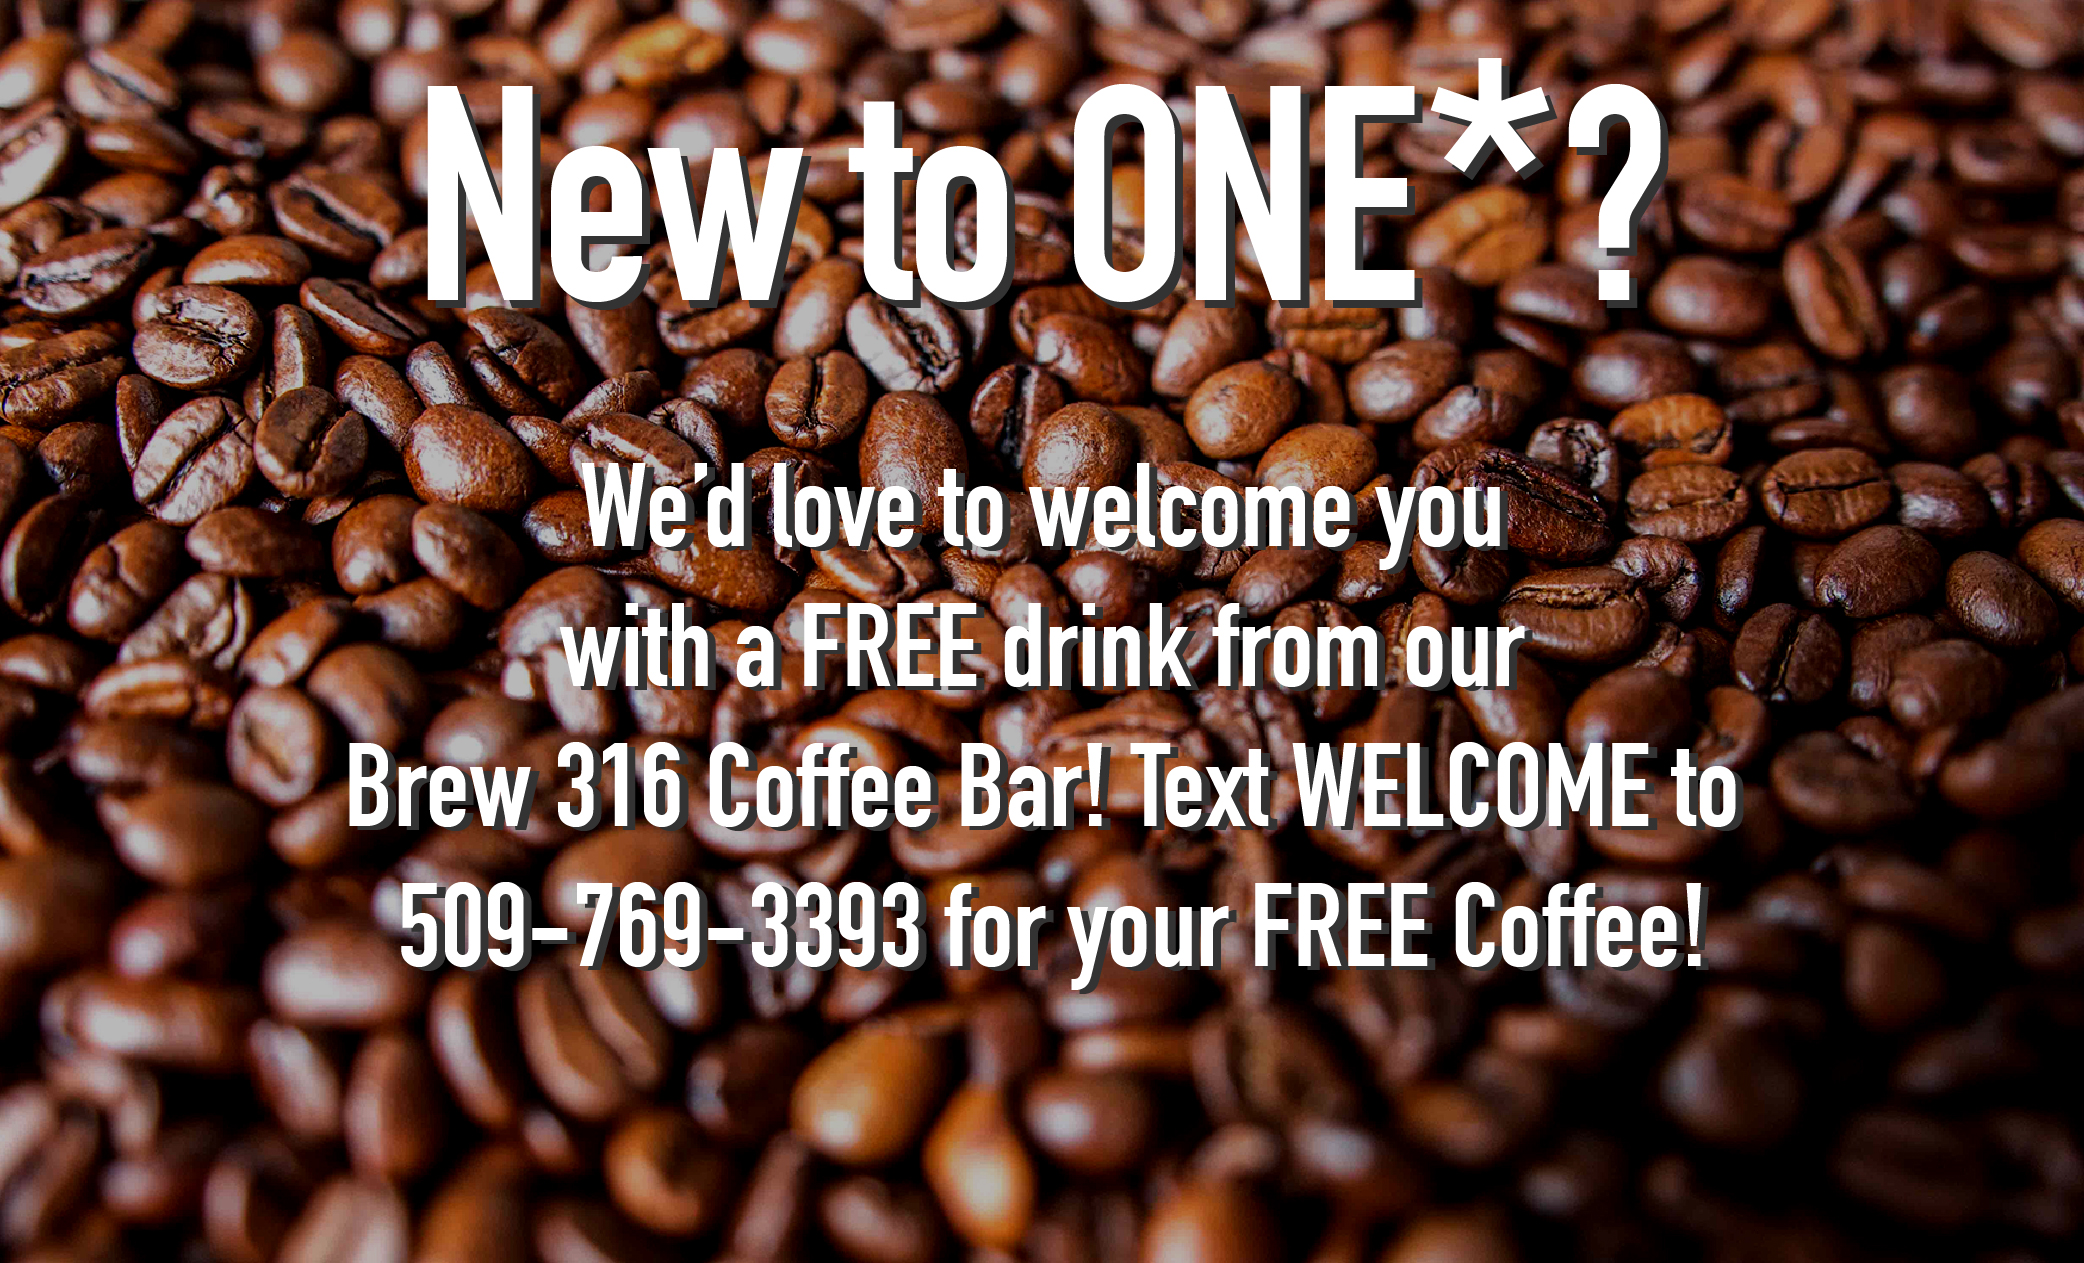 New to ONE*?
We'd love to welcome you
with a FREE drink from our
Brew 316 Coffee Bar! Text WELCOME to
509-769-3393 for your FREE Coffee!